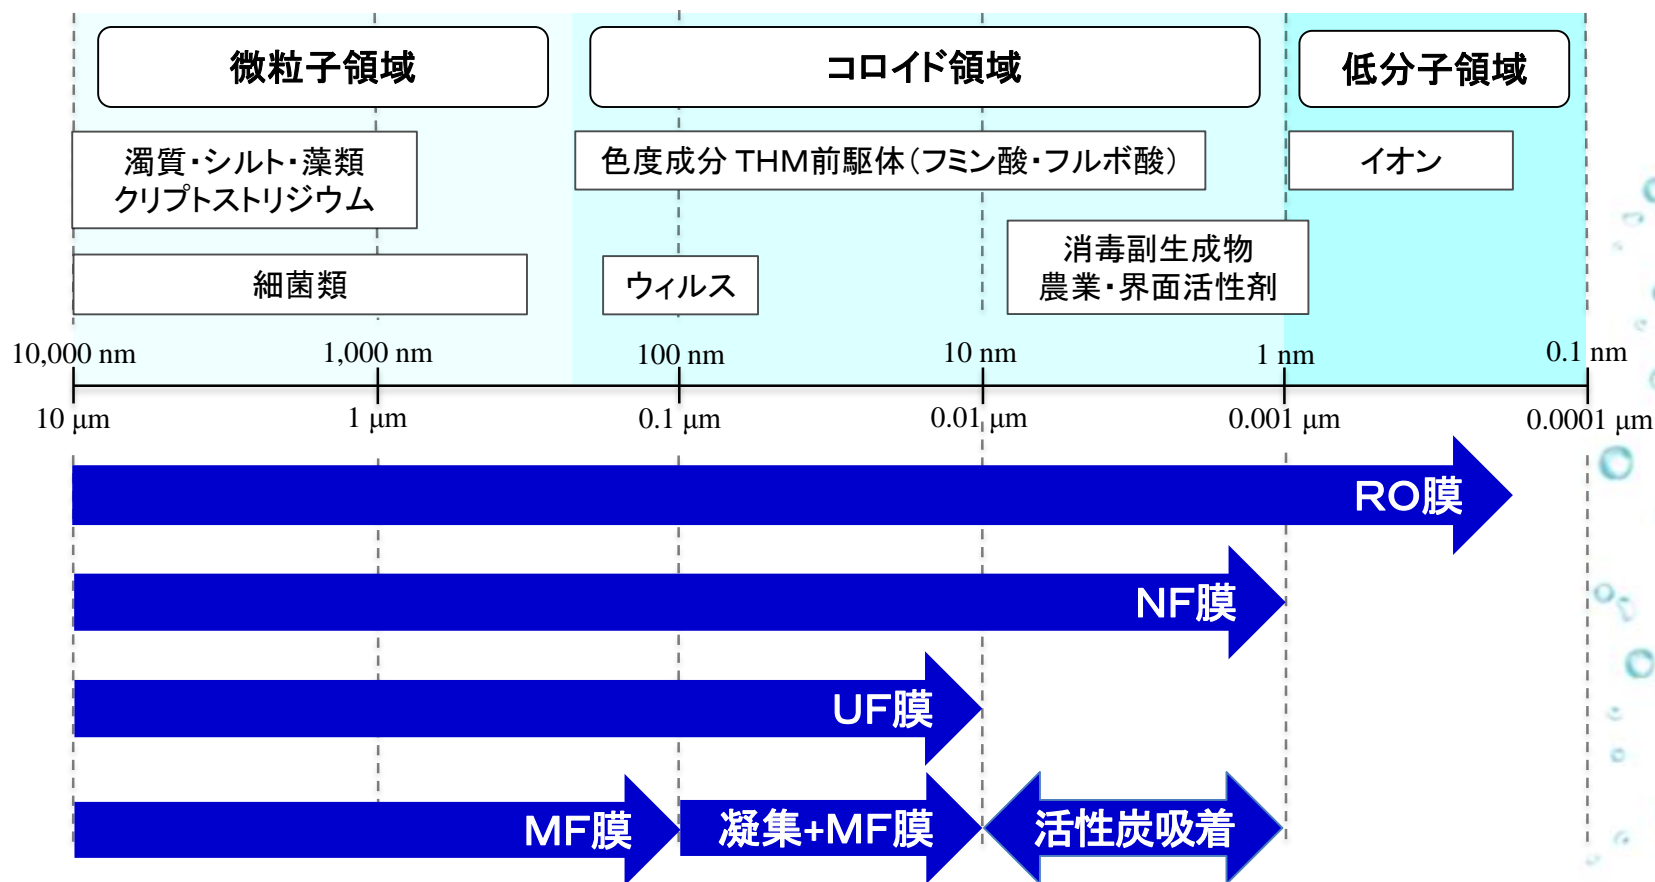 微粒子領域
コロイド領域
低分子領域
濁質・シルト・藻類
クリプトストリジウム
色度成分 THM前駆体（フミン酸・フルボ酸）
イオン
細菌類
ウィルス
消毒副生成物
農業・界面活性剤
10,000 nm
1,000 nm
100 nm
10 nm
1 nm
0.1 nm
10 μm
1 μm
0.1 μm
0.01 μm
0.001 μm
0.0001 μm
RO膜
NF膜
UF膜
MF膜
凝集+MF膜
活性炭吸着